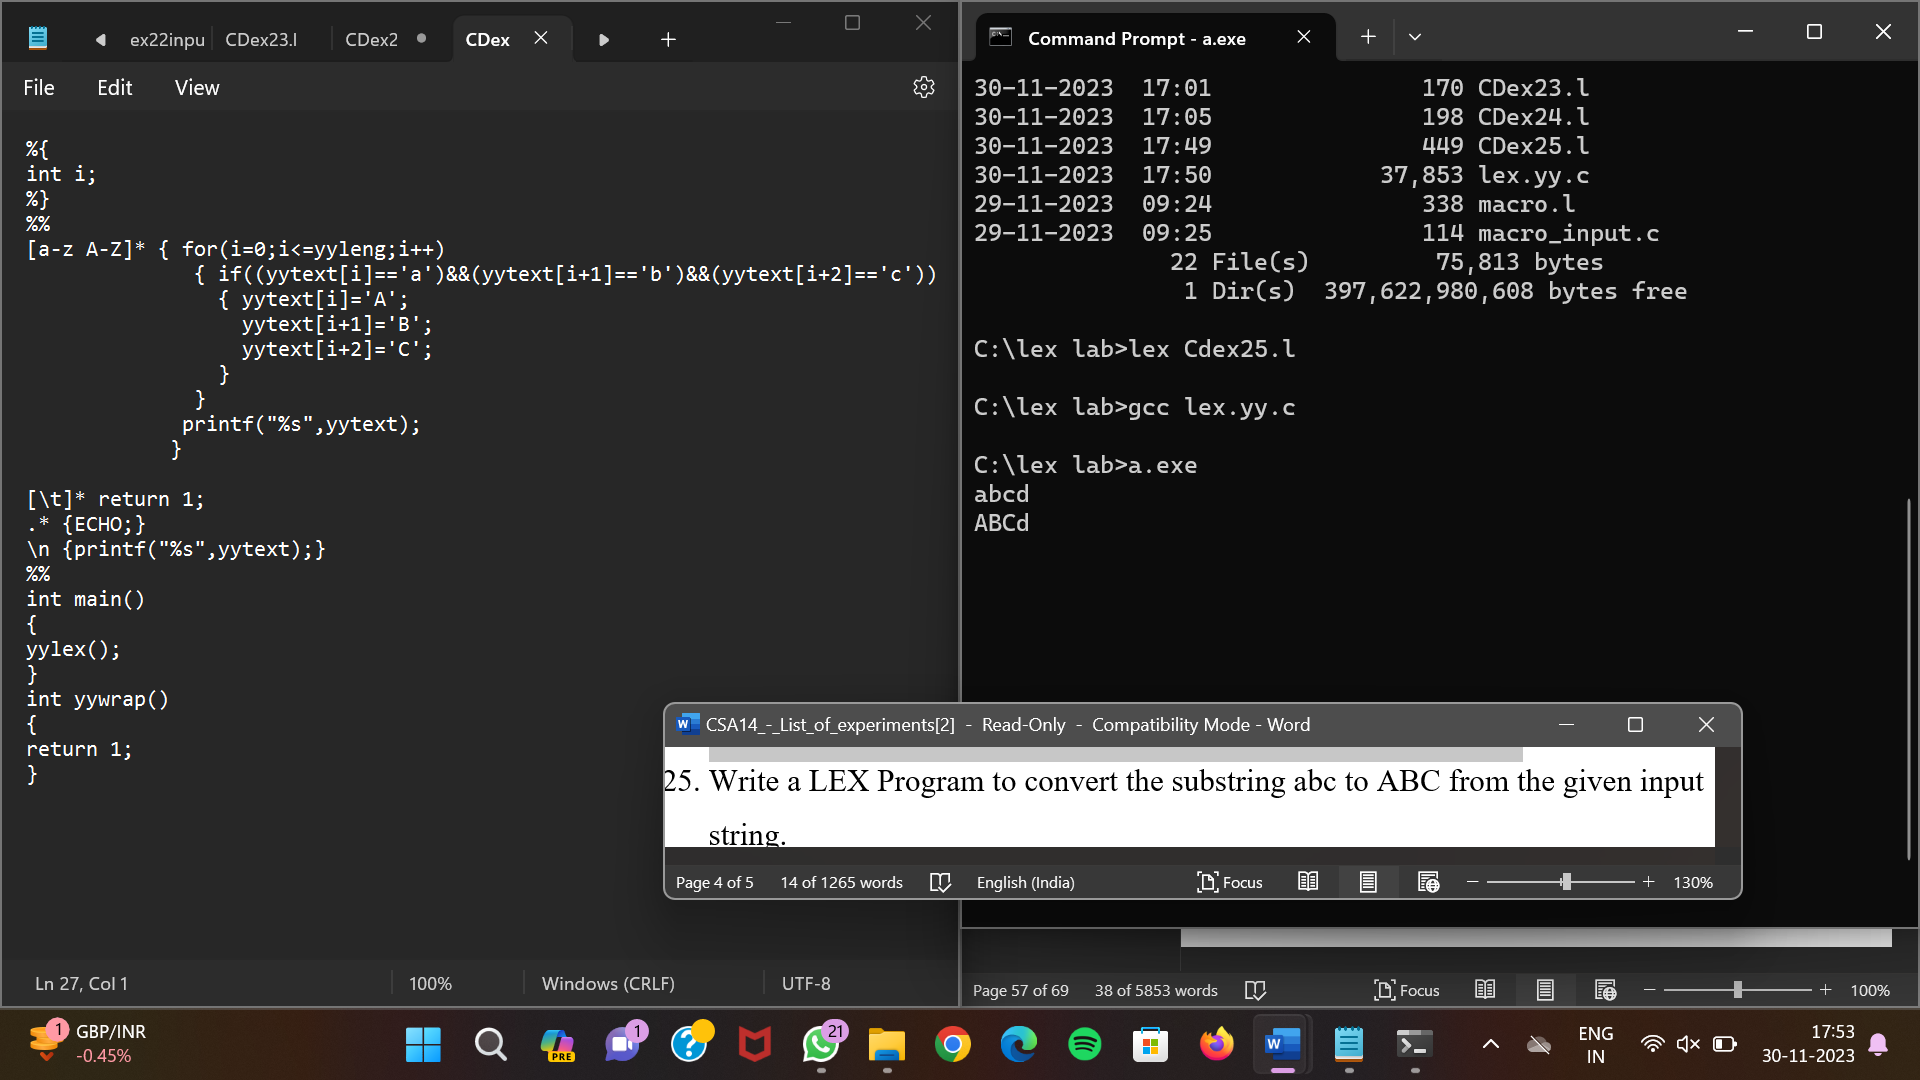 ex22inpu CDex23.l CDex2 CDex
File Edit View
%{
int i;
%}
%%
[a-z A-Z]* { for(i=0;i<=yyleng;i++)
{ if((yytext[i]=='a')&&(yytext[i+1]=='b')&&(yytext[i+2]=='c'))
{ yytext[i]='A';
yytext[i+1]='B';
yytext[i+2]='C';
}
}
printf("%s",yytext);
}
[\t]* return 1;
.* {ECHO;}
\n {printf("%s",yytext);}
%%
int main()
{
yylex();
}
int yywrap()
{
return 1;
}
Ln 27, Col 1 100% Windows (CRLF) UTF-8
Command Prompt - a.exe
30-11-2023 17:01 170 CDex23.l
30-11-2023 17:05 198 CDex24.l
30-11-2023 17:49 449 CDex25.l
30-11-2023 17:50 37,853 lex.yy.c
29-11-2023 09:24 338 macro.l
29-11-2023 09:25 114 macro_input.c
22 File(s) 75,813 bytes
1 Dir(s) 397,622,980,608 bytes free
C:\lex lab>lex Cdex25.l
C:\lex lab>gcc lex.yy.c
C:\lex lab>a.exe
abcd
ABCd
CSA14_-_List_of_experiments[2] - Read-Only - Compatibility Mode - Word
25. Write a LEX Program to convert the substring abc to ABC from the given input
string.
Page 4 of 5 14 of 1265 words English (India) Focus 130%
Page 57 of 69 38 of 5853 words Focus 100%
1 GBP/INR
-0.45%
PRE
1
21
ENG
IN
17:53
30-11-2023